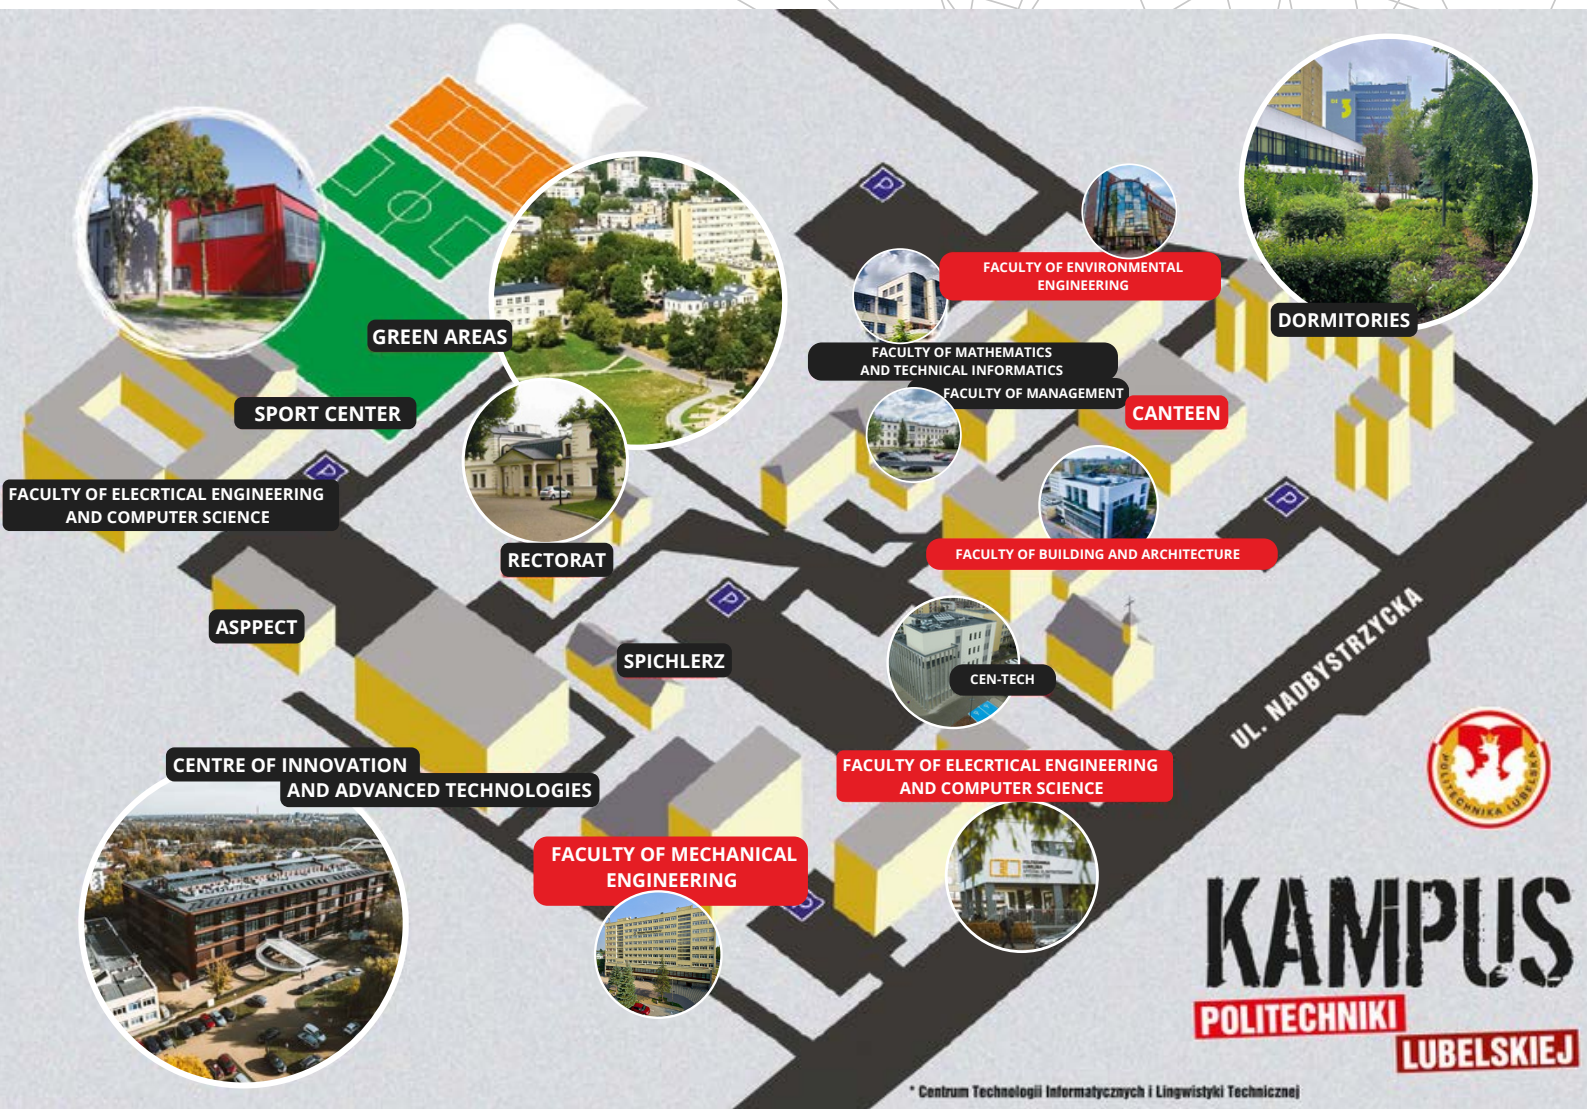 3
FACULTY OF ENVIRONMENTAL
ENGINEERING
DORMITORIES
GREEN AREAS
FACULTY OF MATHEMATICS
AND TECHNICAL INFORMATICS
FACULTY OF MANAGEMENT
SPORT CENTER
CANTEEN
P
P
P
FACULTY OF ELECRTICAL ENGINEERING
AND COMPUTER SCIENCE
RECTORAT
FACULTY OF BUILDING AND ARCHITECTURE
P
ASPPECT
SPICHLERZ
CEN-TECH
UL. NADBYSTRZYCKA
CENTRE OF INNOVATION
AND ADVANCED TECHNOLOGIES
FACULTY OF ELECRTICAL ENGINEERING
AND COMPUTER SCIENCE
POLITECHNIKA LUBELSKA
FACULTY OF MECHANICAL
ENGINEERING
KAMPUS
POLITECHNIKI
LUBELSKIEJ
* Centrum Technologii Informatycznych i Lingwistyki Technicznej